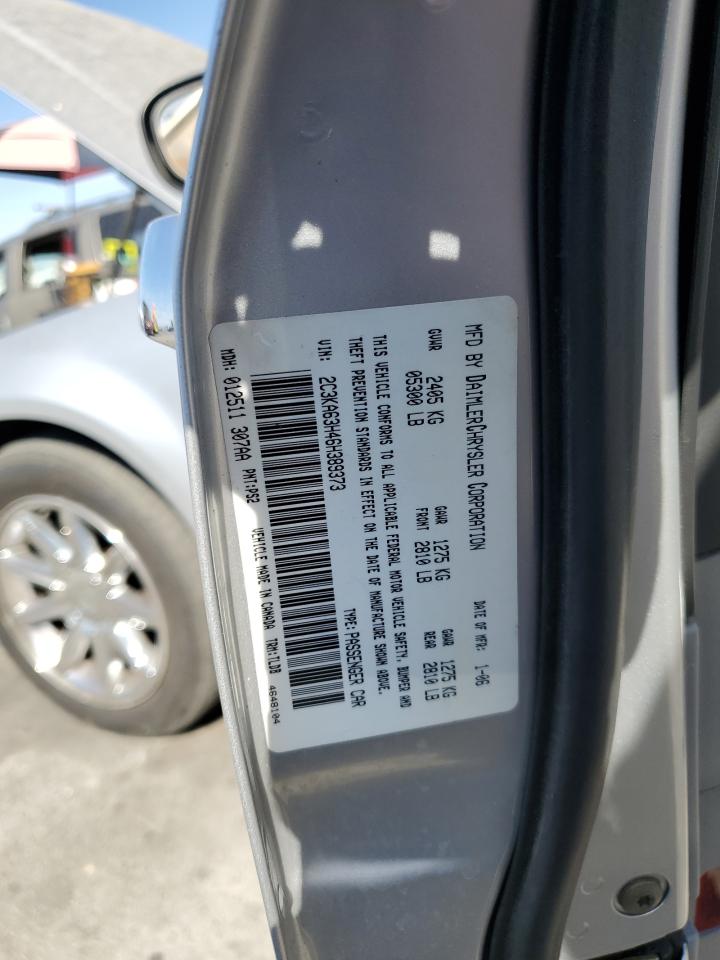 MFD BY DAIMLERCHRYSLER CORPORATION DATE OF MFR: 1-06
GVWR 2405 KG GAWR 1275 KG GAWR 1275 KG
05300 LB FRONT 2810 LB REAR 2810 LB
THIS VEHICLE CONFORMS TO ALL APPLICABLE FEDERAL MOTOR VEHICLE SAFETY, BUMPER AND
THEFT PREVENTION STANDARDS IN EFFECT ON THE DATE OF MANUFACTURE SHOWN ABOVE.
VIN: 2C3KA63H46H389373 TYPE: PASSENGER CAR
MDH: 012511 307AA PNT:PS2 VEHICLE MADE IN CANADA TRM:TLDB 4648104